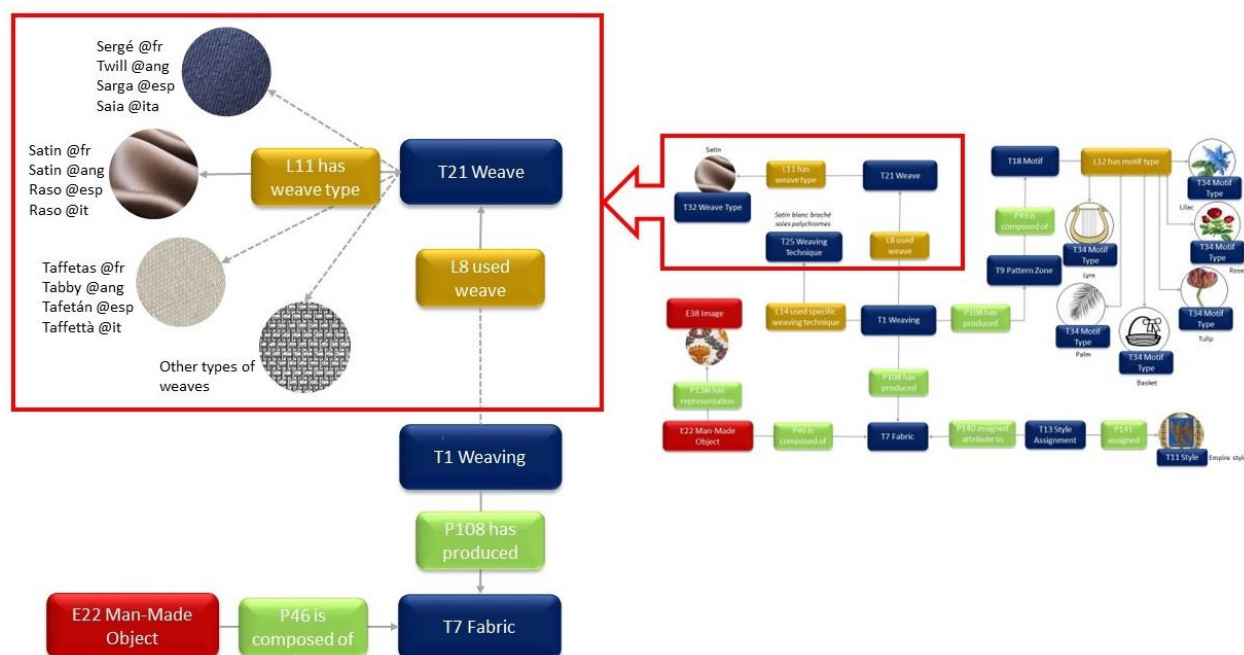 Sergé @fr
Twill @ang
Sarga @esp
Saia @ita
Satin @fr
Satin @ang
Raso @esp
Raso @it
L11 has
weave type
T21 Weave
L8 used
weave
Taffetas @fr
Tabby @ang
Tafetán @esp
Taffettà @it
Other types of
weaves
T1 Weaving
P108 has
produced
E22 Man-Made
Object
P46 is
composed of
T7 Fabric
Satin
L11 has
weave type
T21 Weave
T32 Weave Type
Satin blanc broché
soies polychromes
T25 Weaving
Technique
L8 used
weave
T18 Motif
L12 has motif type
T34 Motif
Type
Lilac
P49 is
composed of
T34 Motif
Type
Lyre
T34 Motif
Type
Rose
T9 Pattern Zone
T34 Motif
Type
Palm
T34 Motif
Type
Tulip
T34 Motif
Type
Basket
E38 Image
L14 used specific
weaving technique
T1 Weaving
P108 has
produced
P138i has
representation
P108 has
produced
E22 Man-Made
Object
P46 is
composed of
T7 Fabric
P140 assigned
attribute to
T13 Style
Assignment
P141
assigned
T11 Style
Empire style